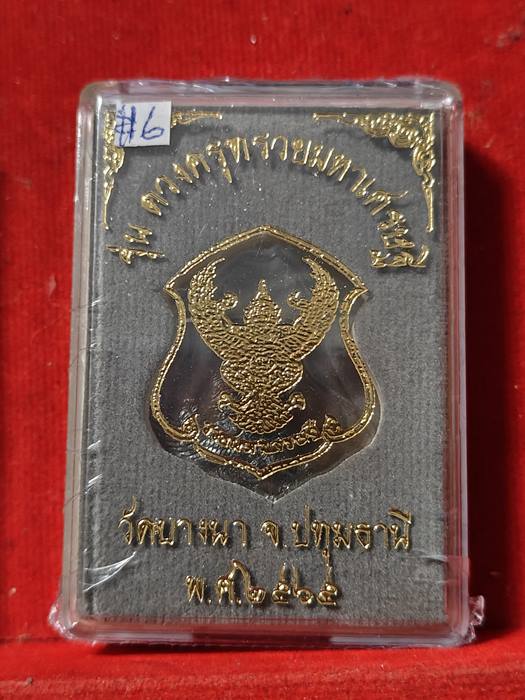 #6
รุ่น ดวงครุฑรวยมหาเศรษฐี
วัดบางนา จ.ปทุมธานี
พ.ศ.๒๕๖๕